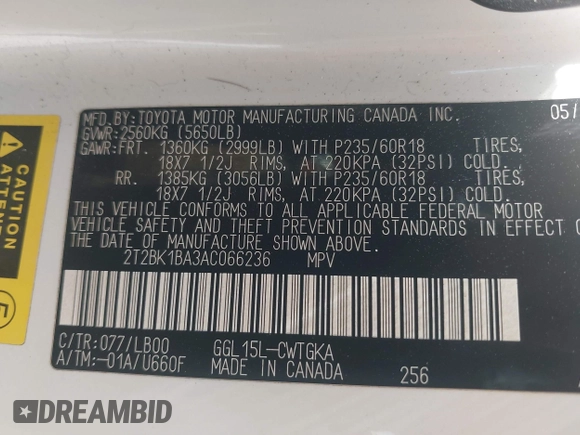 MFD.BY:TOYOTA MOTOR MANUFACTURING CANADA INC. 05/
GVWR:2560KG (5650LB)
GAWR:FRT. 1360KG (2999LB) WITH P235/60R18 TIRES,
18X7 1/2J RIMS, AT 220KPA (32PSI) COLD.
RR. 1385KG (3056LB) WITH P235/60R18 TIRES,
18X7 1/2J RIMS, AT 220KPA (32PSI) COLD.
THIS VEHICLE CONFORMS TO ALL APPLICABLE FEDERAL MOTOR
VEHICLE SAFETY AND THEFT PREVENTION STANDARDS IN EFFECT
THE DATE OF MANUFACTURE SHOWN ABOVE.
2T2BK1BA3AC066236 MPV
C/TR:077/LB00 GGL15L-CWTGKA
A/TM:-01A/U660F MADE IN CANADA 256
CAUTION
DREAMBID